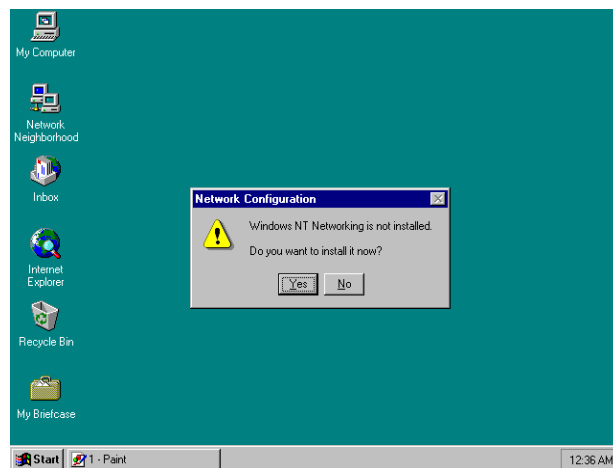 My Computer
Network
Neighborhood
Inbox
Internet
Explorer
Recycle Bin
My Briefcase
Network Configuration
Windows NT Networking is not installed.
Do you want to install it now?
Yes No
Start 1 - Paint 12:36 AM